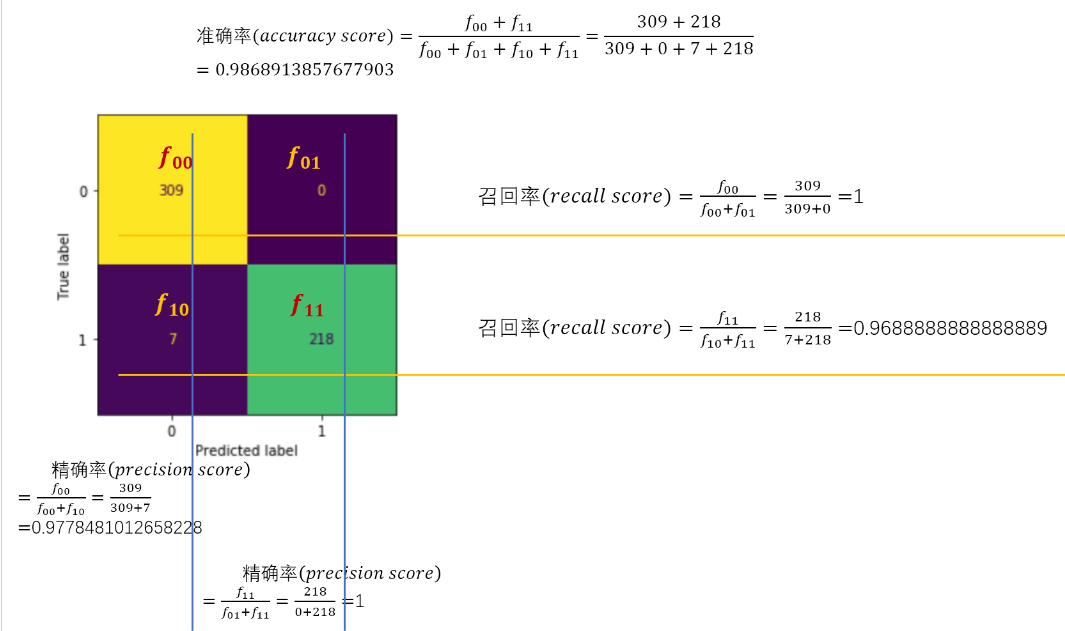 准确率(accuracy score) = \frac{f_{00} + f_{11}}{f_{00} + f_{01} + f_{10} + f_{11}} = \frac{309 + 218}{309 + 0 + 7 + 218}
= 0.9868913857677903
f_{00} f_{01}
0 309 0
召回率(recall score) = \frac{f_{00}}{f_{00}+f_{01}} = \frac{309}{309+0} =1
True label
f_{10} f_{11}
1 7 218
召回率(recall score) = \frac{f_{11}}{f_{10}+f_{11}} = \frac{218}{7+218} =0.9688888888888889
0 1
Predicted label
精确率(precision score)
= \frac{f_{00}}{f_{00}+f_{10}} = \frac{309}{309+7}
=0.9778481012658228
精确率(precision score)
= \frac{f_{11}}{f_{01}+f_{11}} = \frac{218}{0+218} =1